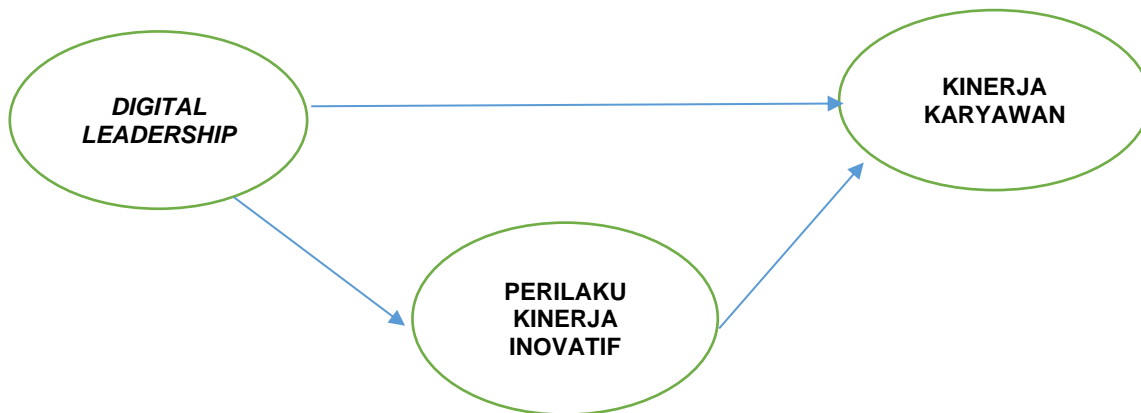 DIGITAL
LEADERSHIP
KINERJA
KARYAWAN
PERILAKU
KINERJA
INOVATIF